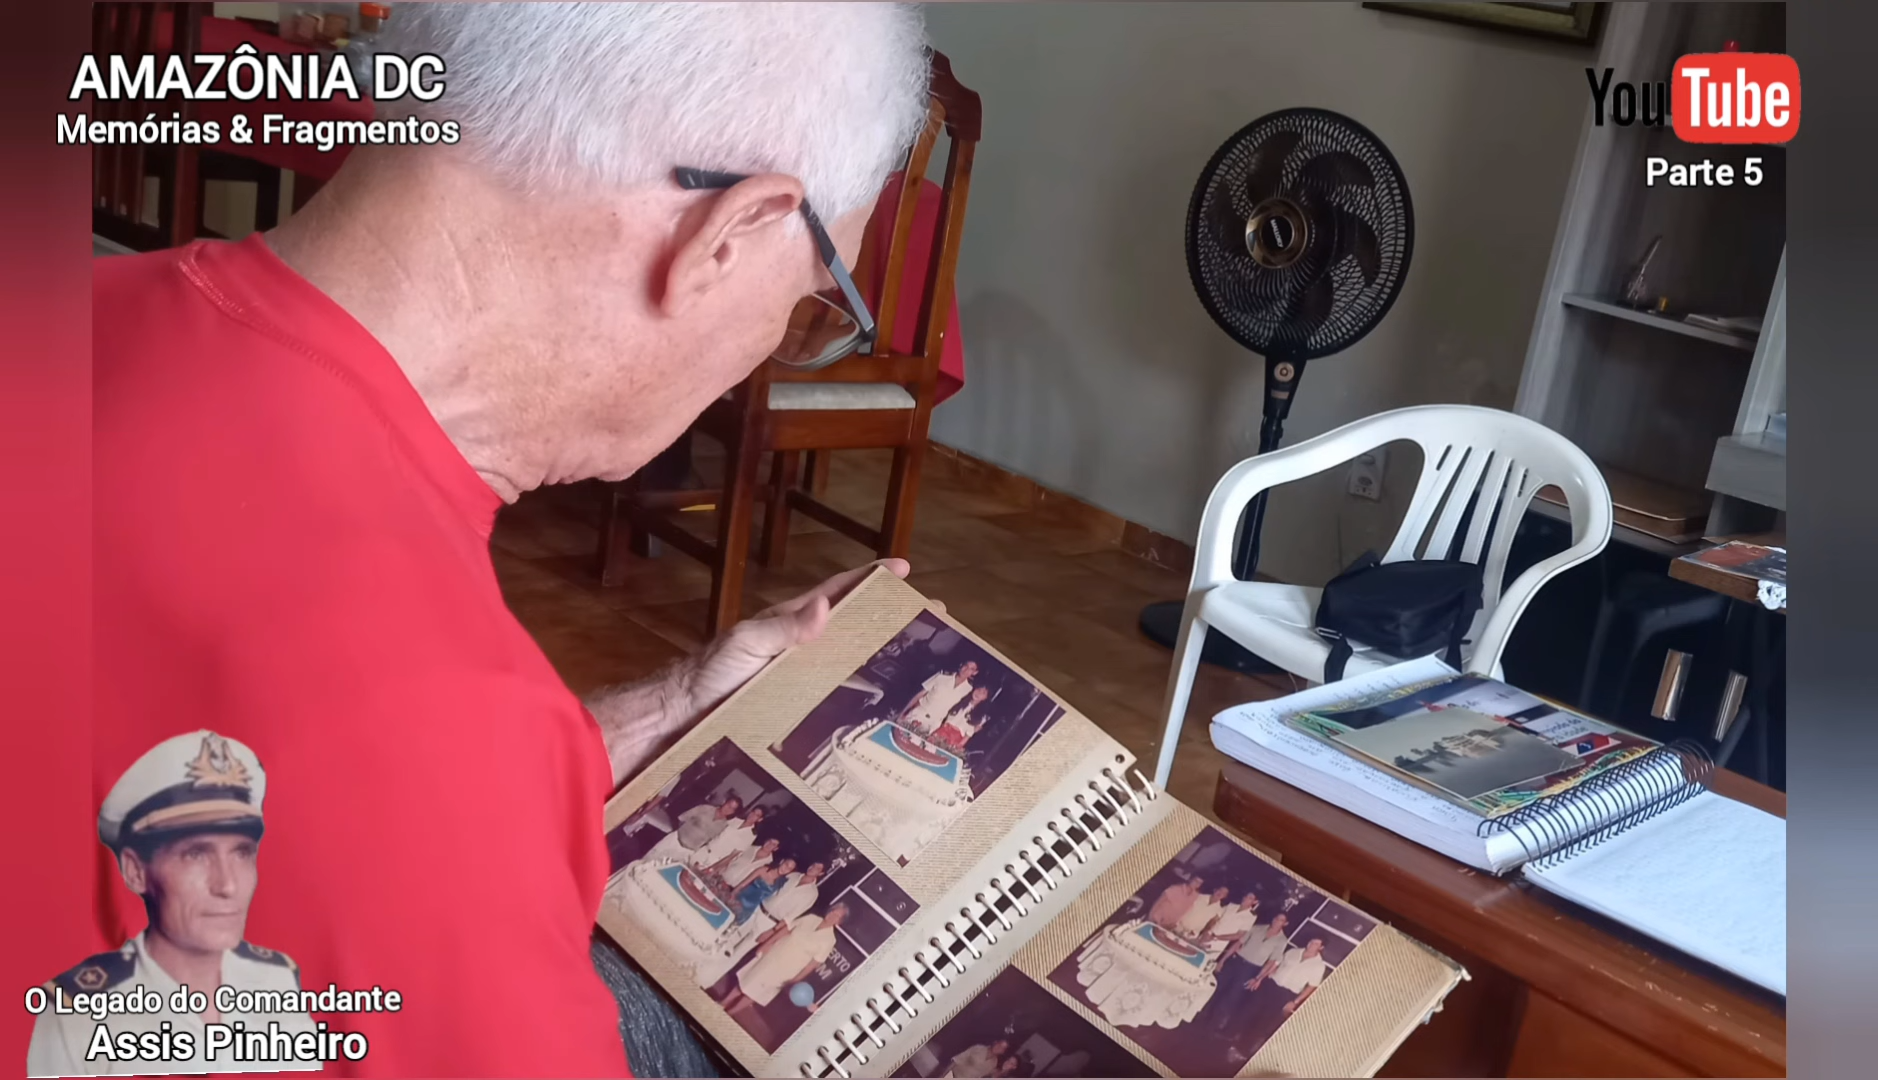 AMAZÔNIA DC
Memórias & Fragmentos
YouTube
Parte 5
O Legado do Comandante
Assis Pinheiro